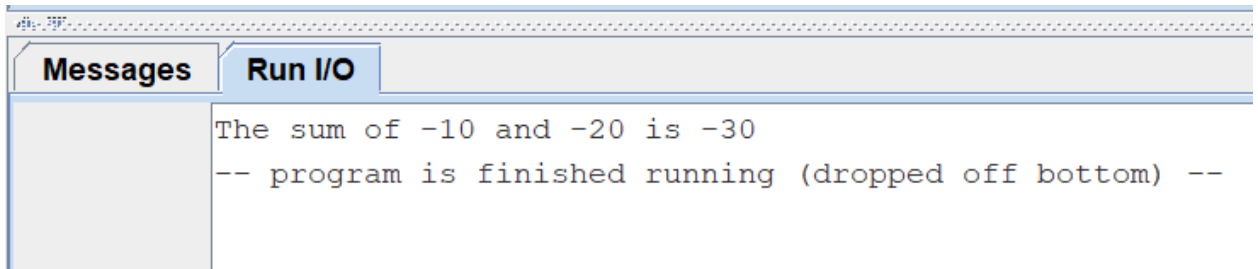 Messages Run I/O
The sum of -10 and -20 is -30
-- program is finished running (dropped off bottom) --